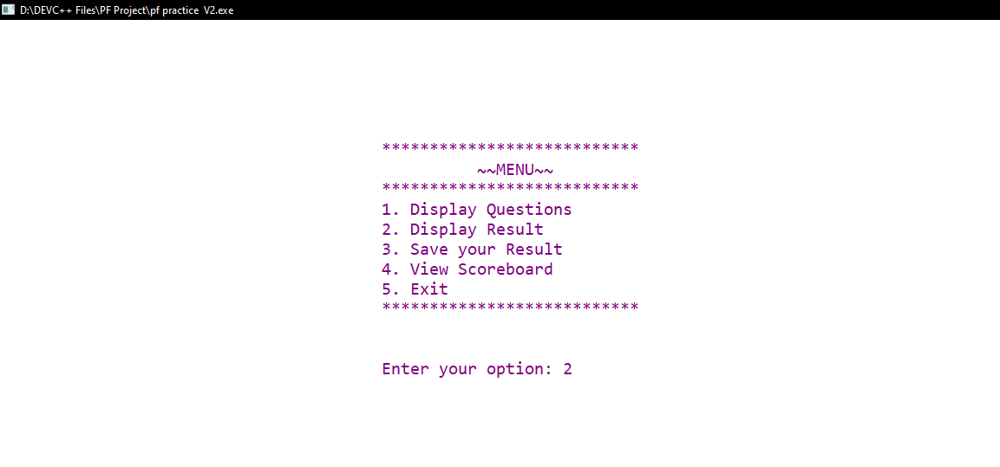 D:\DEVC++ Files\PF Project\pf practice  V2.exe
***************************
~~MENU~~
***************************
1. Display Questions
2. Display Result
3. Save your Result
4. View Scoreboard
5. Exit
***************************
Enter your option: 2